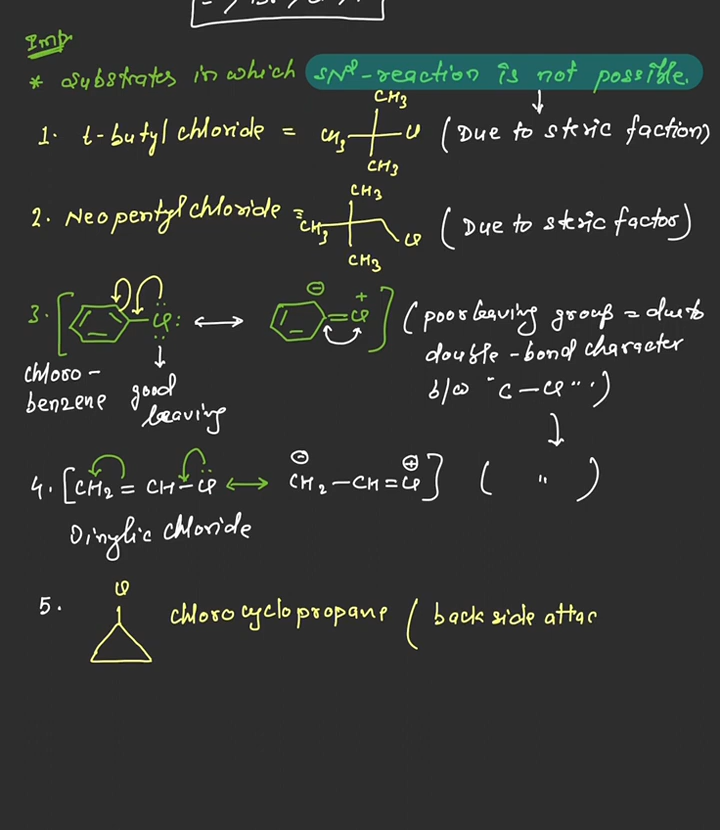 Imp.
* Substrates in which SN2-reaction is not possible.
1. t-butyl chloride = CH3 CH3 CH3 Cl (Due to steric faction)
2. Neopentyl chloride = CH3 CH3 CH3 Cl (Due to steric factor)
3. [ Cl: ↔ ⊖ = Cl + ] (poor leaving group = due to
double-bond character
b/w "C-Cl".)
chloro-
benzene good
leaving
4. [CH2 = CH - Cl ↔ ⊖ CH2 - CH = Cl ⊕] ( " )
Vinylic chloride
5. Cl chlorocyclopropane (back side attac